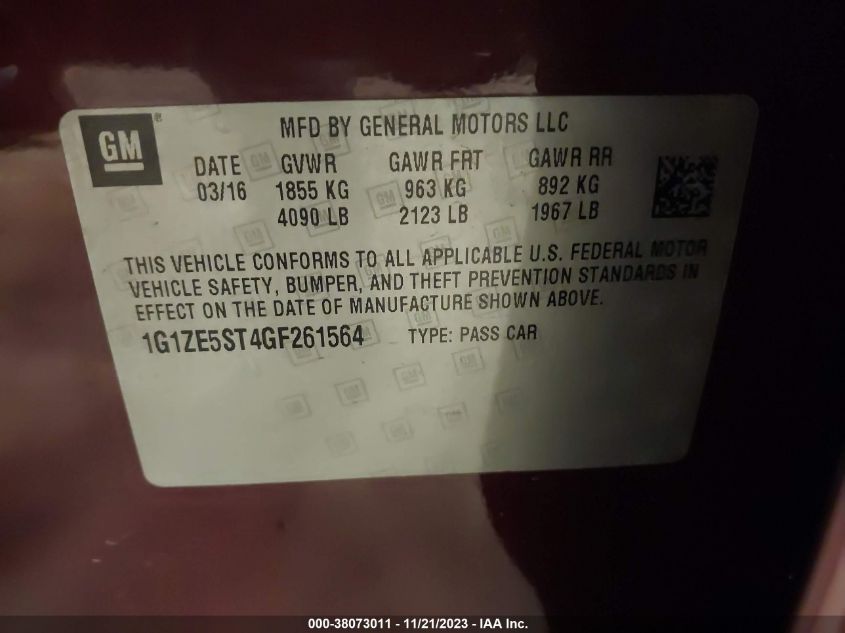 GM ® MFD BY GENERAL MOTORS LLC
DATE GVWR GAWR FRT GAWR RR
03/16 1855 KG 963 KG 892 KG
4090 LB 2123 LB 1967 LB
THIS VEHICLE CONFORMS TO ALL APPLICABLE U.S. FEDERAL MOTOR
VEHICLE SAFETY, BUMPER, AND THEFT PREVENTION STANDARDS IN
EFFECT ON THE DATE OF MANUFACTURE SHOWN ABOVE.
1G1ZE5ST4GF261564 TYPE: PASS CAR
000-38073011 - 11/21/2023 - IAA Inc.